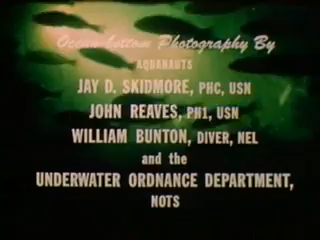 Ocean bottom Photography By
AQUANAUTS
JAY D. SKIDMORE, PHC, USN
JOHN REAVES, PH1, USN
WILLIAM BUNTON, DIVER, NEL
and the
UNDERWATER ORDNANCE DEPARTMENT,
NOTS